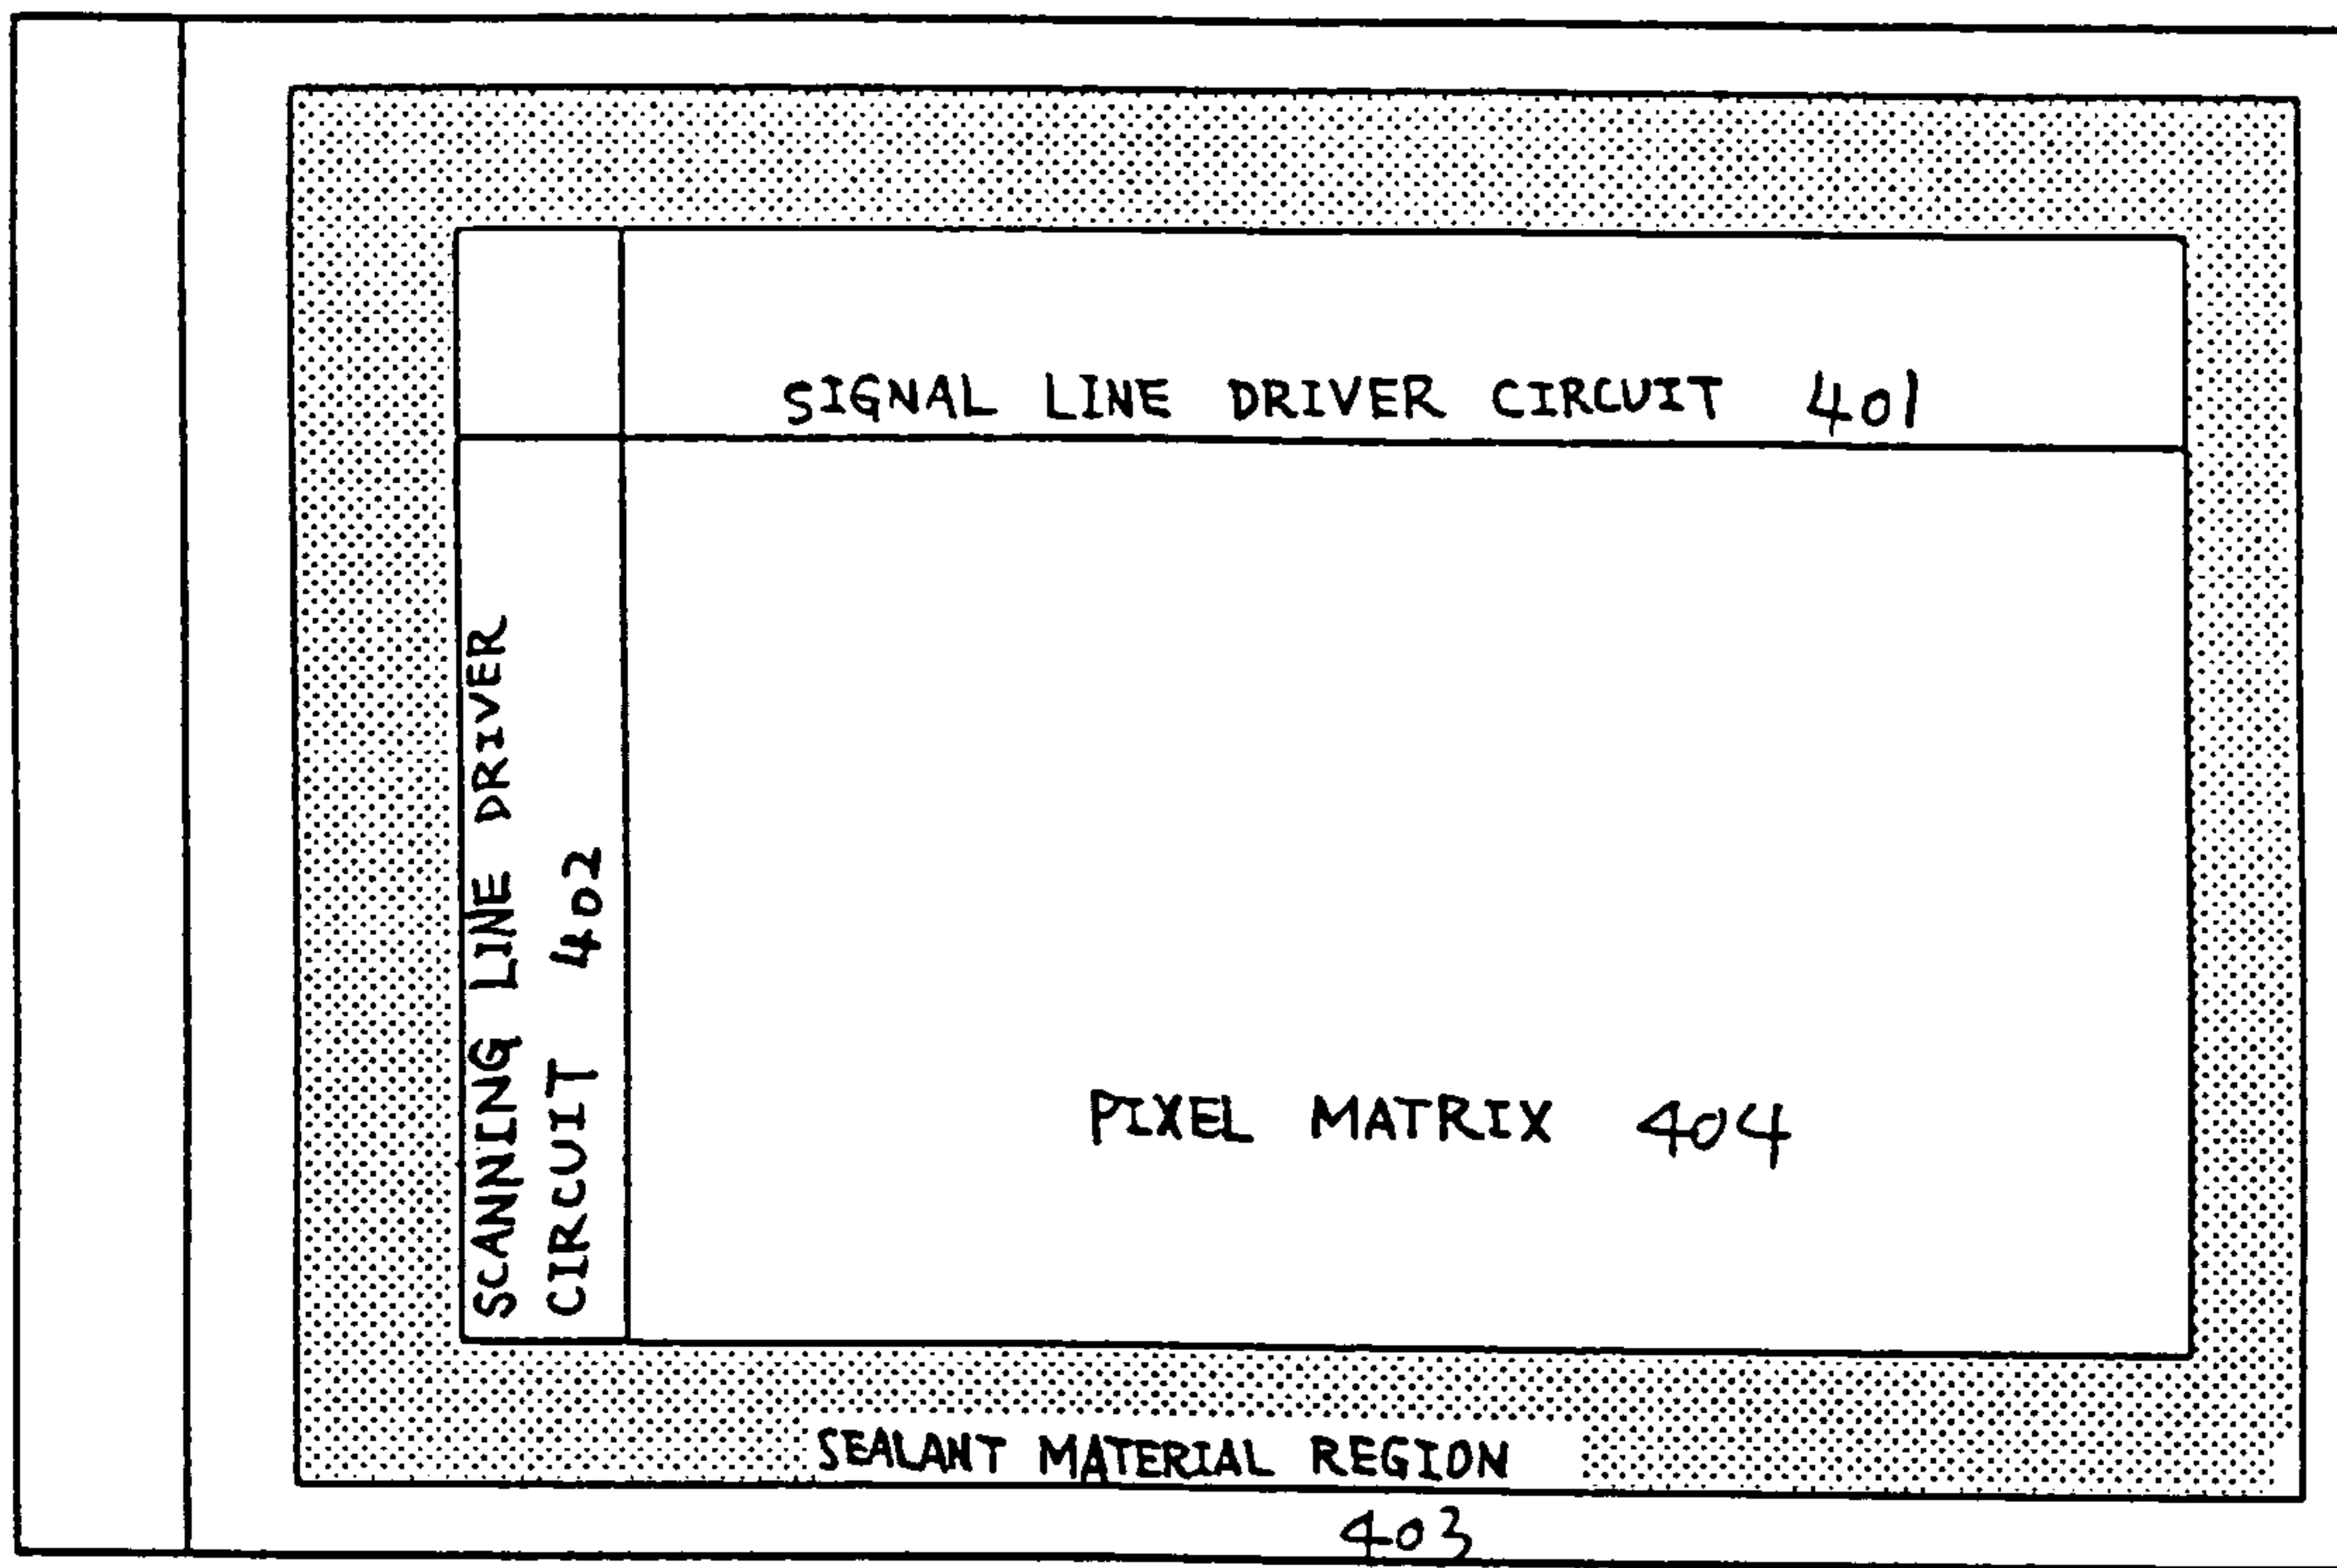 SIGNAL LINE DRIVER CIRCUIT 401
SCANNING LINE DRIVER
CIRCUIT 402
PIXEL MATRIX 404
SEALANT MATERIAL REGION
403